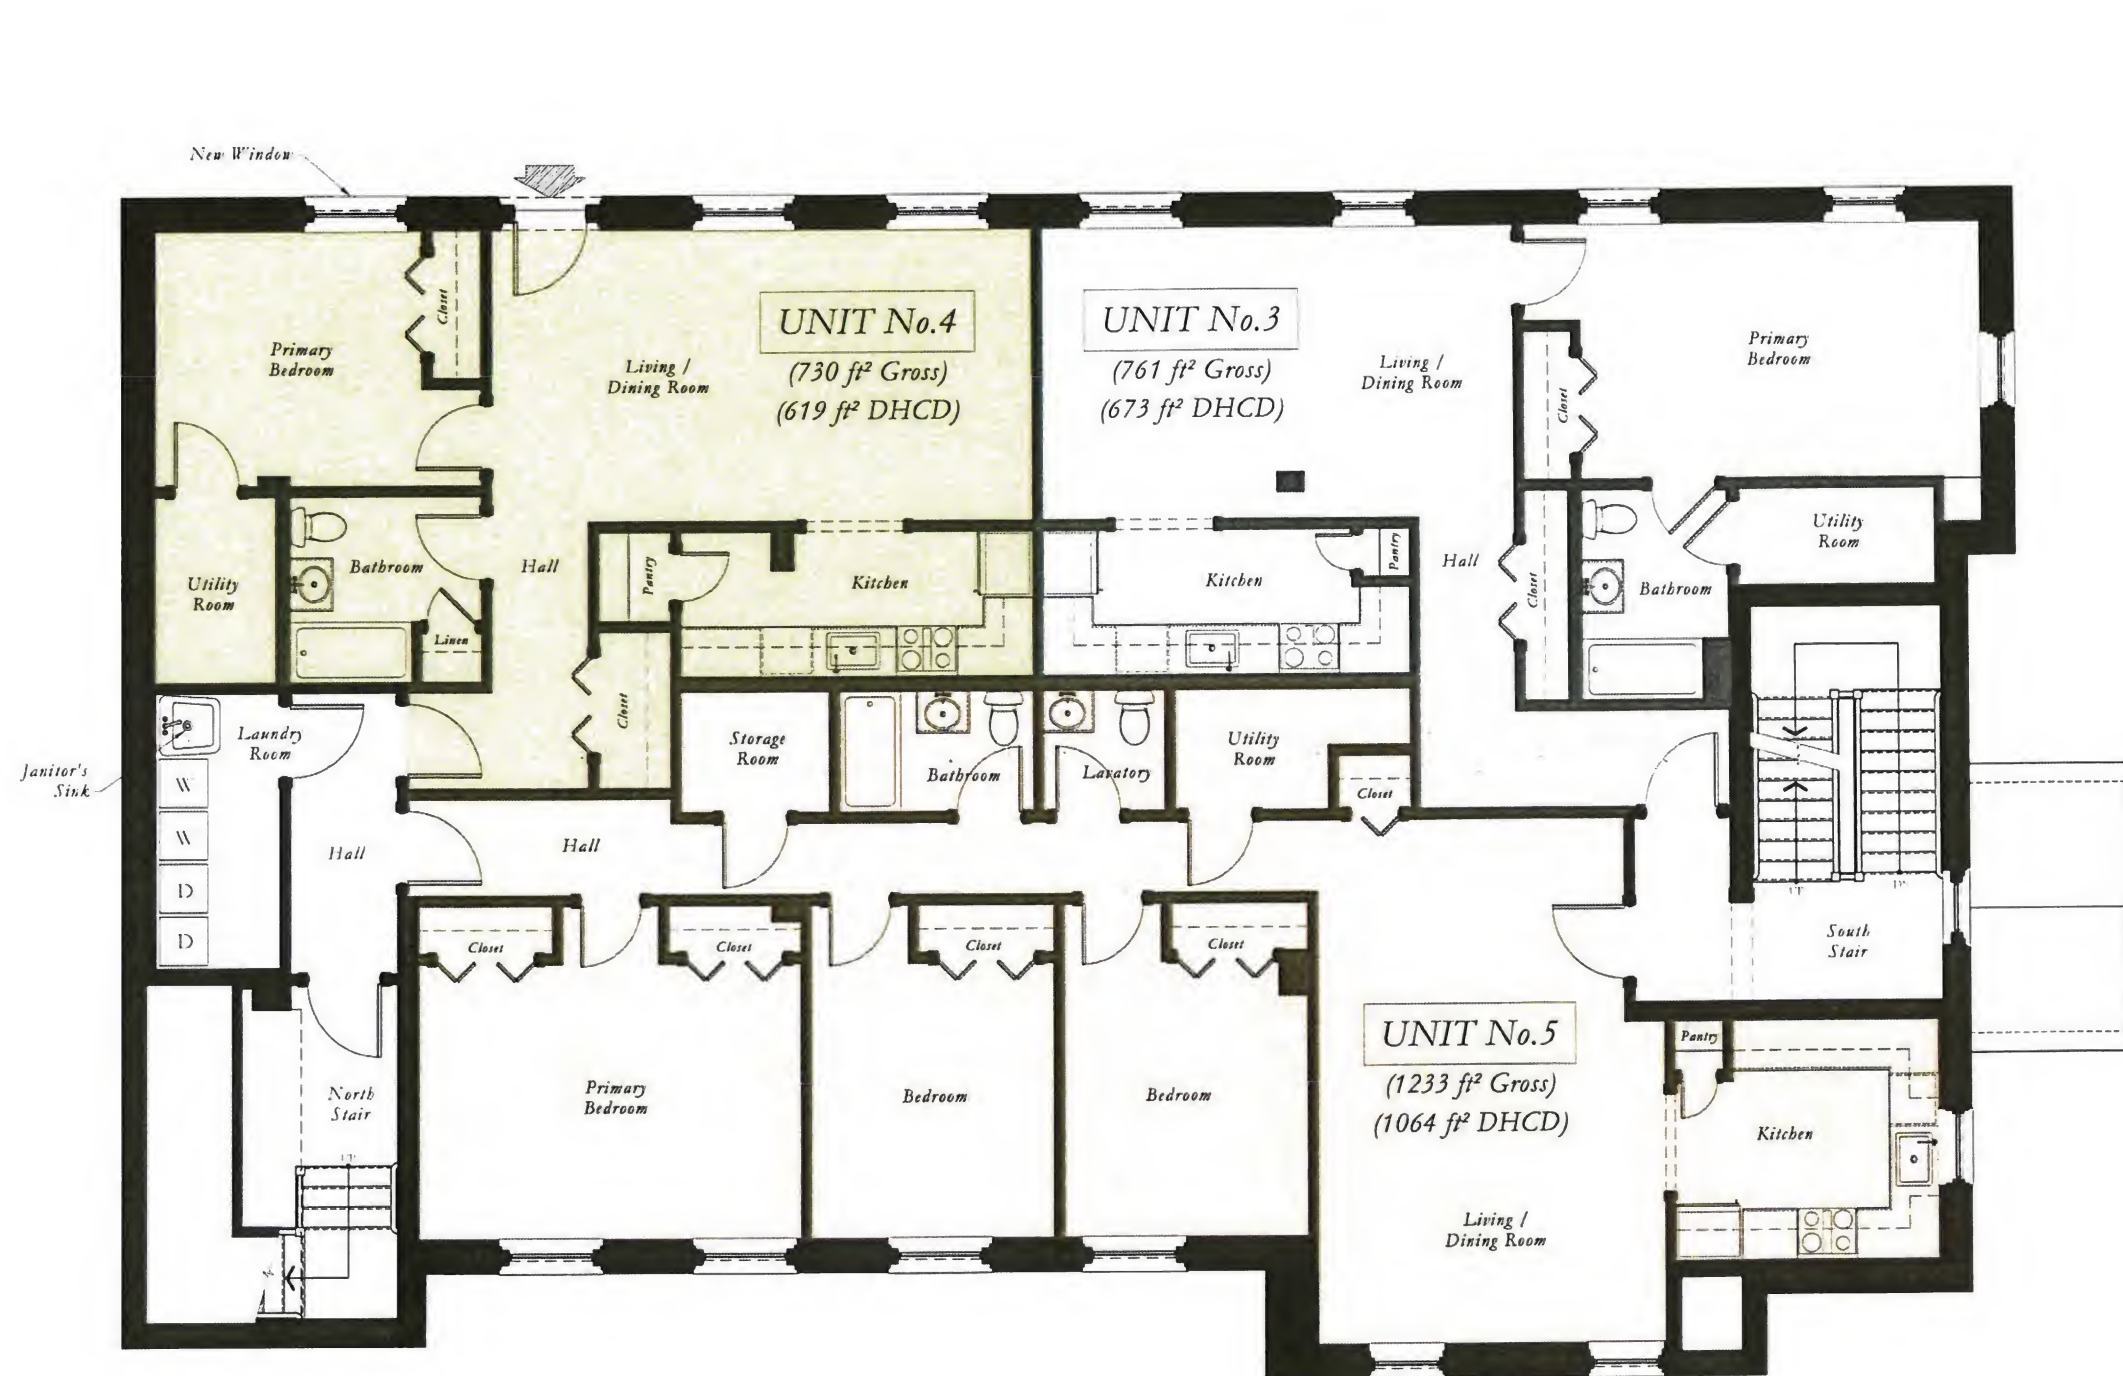 New Window
UNIT No.4
(730 ft² Gross)
(619 ft² DHCD)
Primary
Bedroom
Closet
Living /
Dining Room
Utility
Room
Bathroom
Linen
Hall
Pantry
Kitchen
Closet
UNIT No.3
(761 ft² Gross)
(673 ft² DHCD)
Living /
Dining Room
Primary
Bedroom
Closet
Kitchen
Pantry
Hall
Closet
Bathroom
Utility
Room
Laundry
Room
Janitor's
Sink
W
W
D
D
Hall
Hall
Storage
Room
Bathroom
Lavatory
Utility
Room
Closet
South
Stair
UP
Closet
Closet
Closet
Closet
North
Stair
UP
Primary
Bedroom
Bedroom
Bedroom
UNIT No.5
(1233 ft² Gross)
(1064 ft² DHCD)
Living /
Dining Room
Pantry
Kitchen